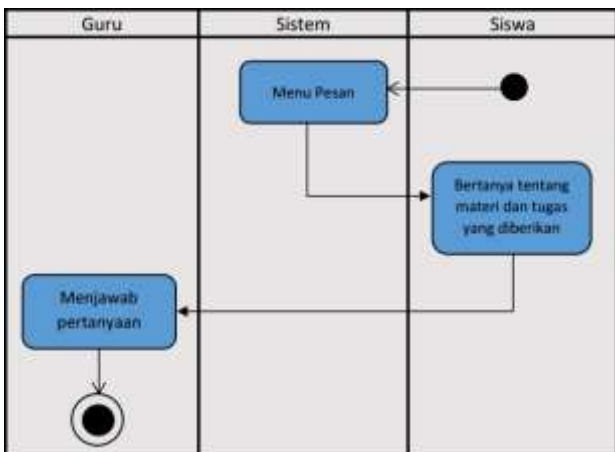 Guru
Sistem
Siswa
Menu Pesan
Bertanya tentang
materi dan tugas
yang diberikan
Menjawab
pertanyaan